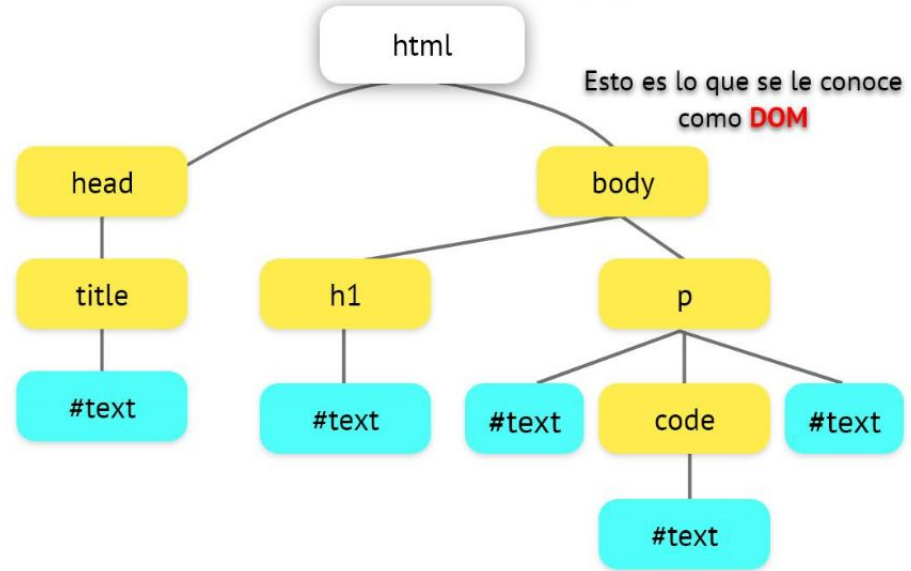 html
Esto es lo que se le conoce
como DOM
head
body
title
h1
p
#text
#text
#text
code
#text
#text